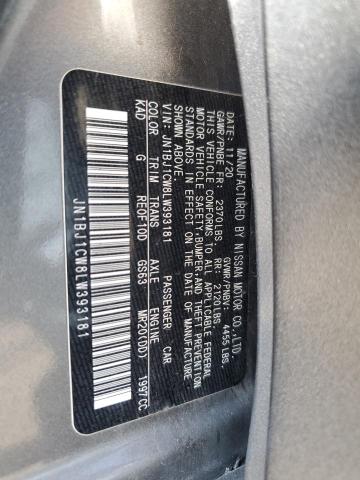 MANUFACTURED BY NISSAN MOTOR CO.,LTD.
DATE: 11/20 GVWR/PNBV: 4455 LBS.
GAWR/PNBE FR: 2370LBS. RR: 2120LBS.
THIS VEHICLE CONFORMS TO ALL APPLICABLE FEDERAL
MOTOR VEHICLE SAFETY, BUMPER, AND THEFT PREVENTION
STANDARDS IN EFFECT ON THE DATE OF MANUFACTURE
SHOWN ABOVE.
VIN:JN1BJ1CW8LW393181 PASSENGER CAR
COLOR TRIM TRANS AXLE ENGINE
KAD G RE0F10D GS63 MR20(DD) 1997CC
JN1BJ1CW8LW393181